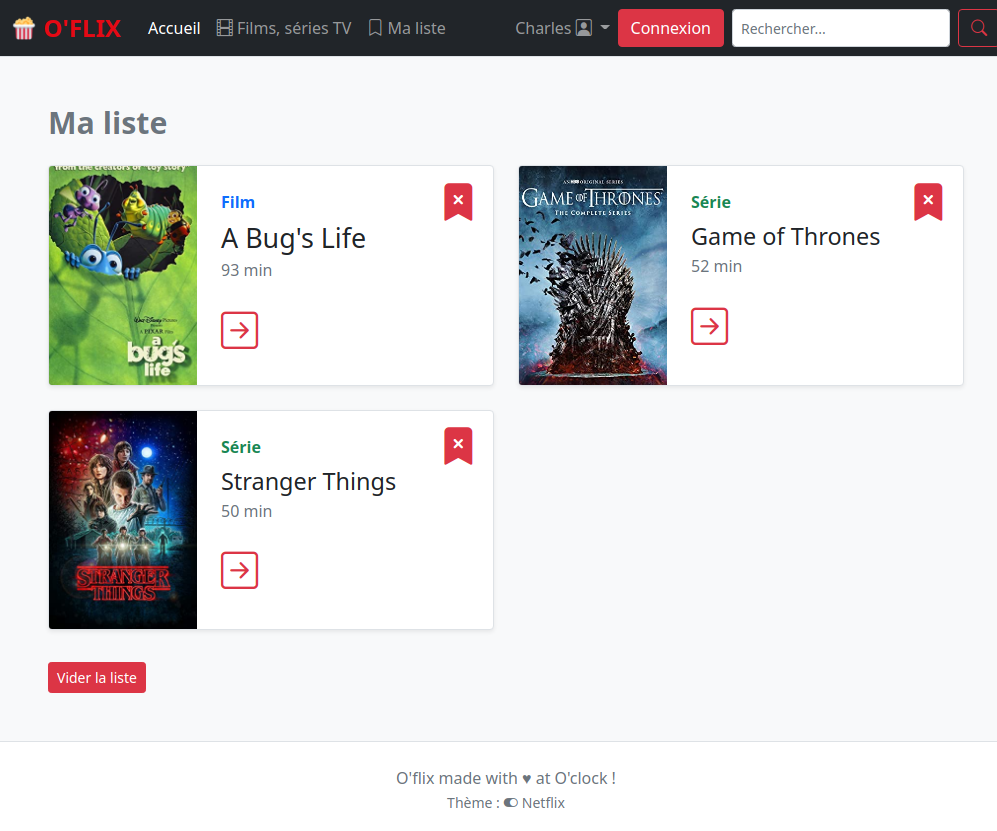 O'FLIX Accueil Films, séries TV Ma liste Charles Connexion Rechercher...
Ma liste
from the creators of "toy story"
Walt Disney Pictures
Presents
A PIXAR Film
a
bug's
life
Film
A Bug's Life
93 min
AN HBO ORIGINAL SERIES
GAME OF THRONES
THE COMPLETE SERIES
Série
Game of Thrones
52 min
STRANGER
THINGS
Série
Stranger Things
50 min
Vider la liste
O'flix made with ♥ at O'clock !
Thème : Netflix